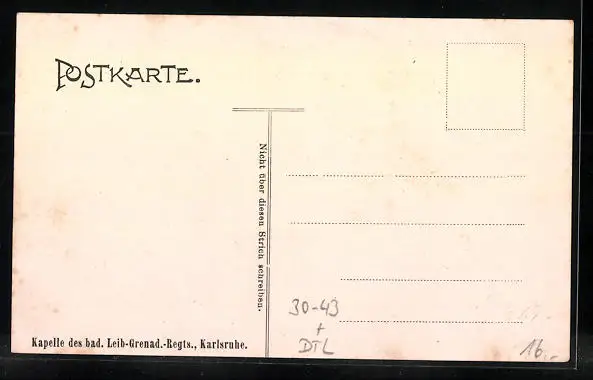 POSTKARTE.
Nicht über diesen Strich schreiben.
30-43
+
DTL
Kapelle des bad. Leib-Grenad.-Regts., Karlsruhe.
16,-